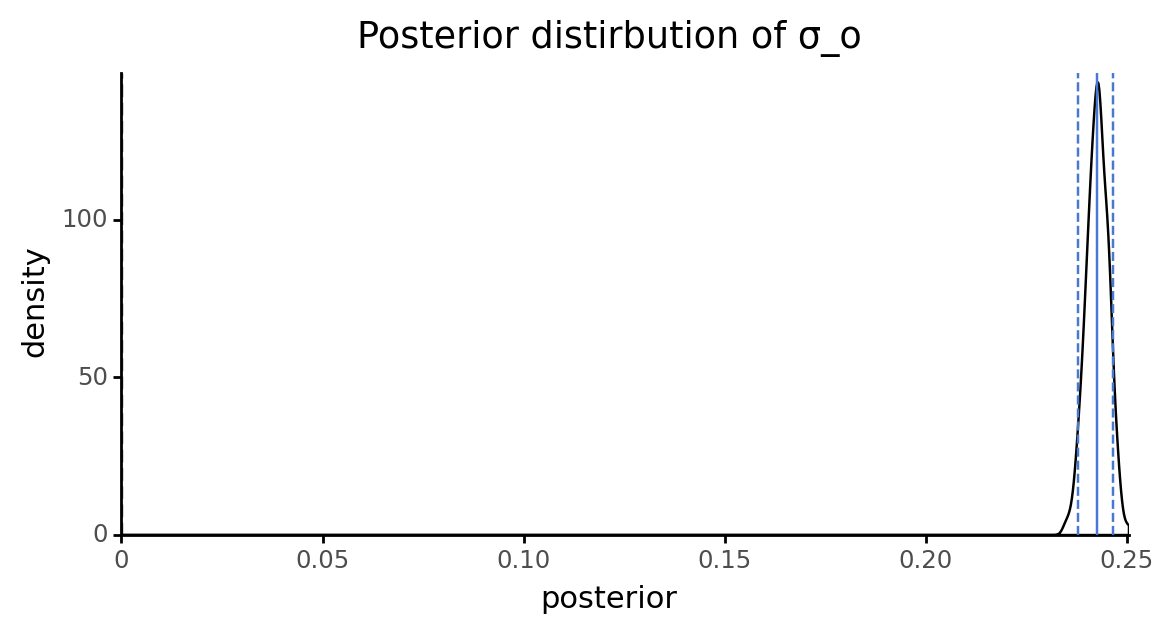 Posterior distirbution of σ_o
density
100
50
0
0 0.05 0.10 0.15 0.20 0.25
posterior